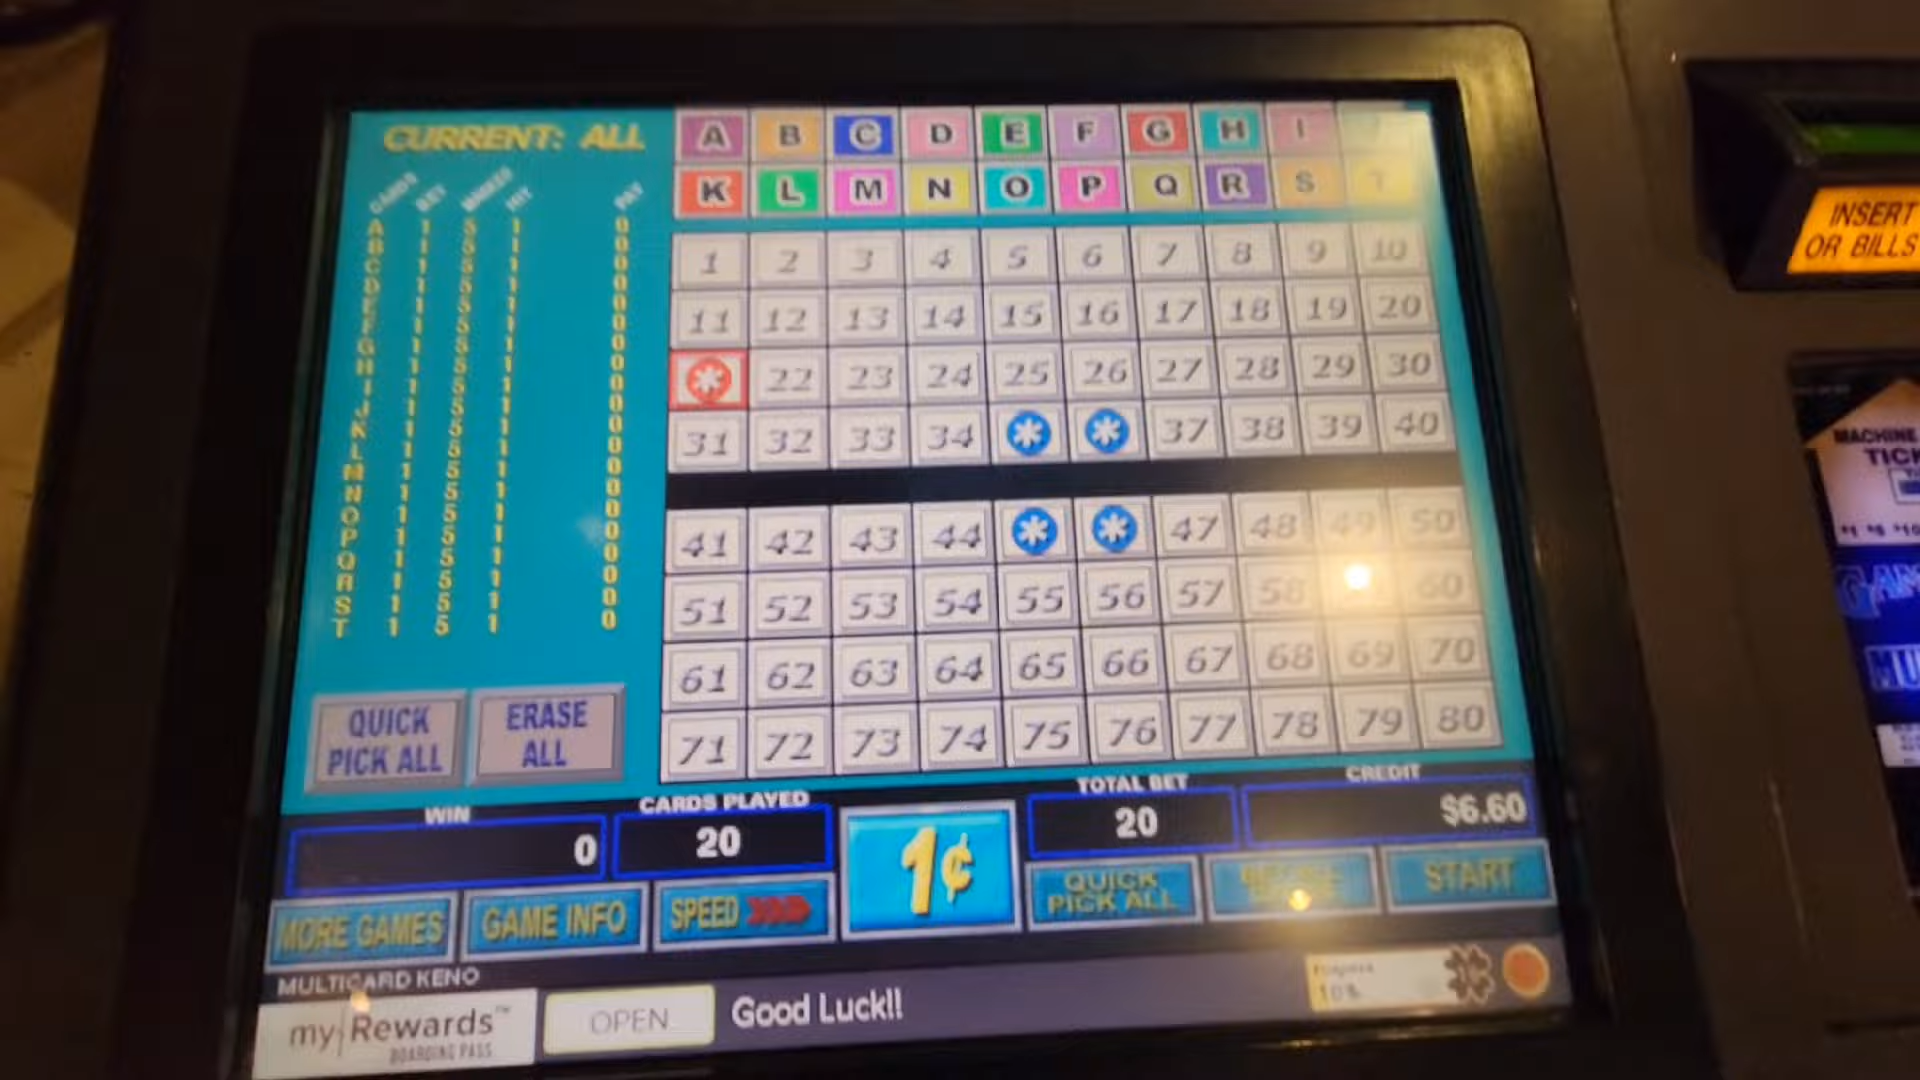 CURRENT: ALL
CARDS BET MARKED HIT PAY
A 1 5 1 0
B 1 5 1 0
C 1 5 1 0
D 1 5 1 0
E 1 5 1 0
F 1 5 1 0
G 1 5 1 0
H 1 5 1 0
I 1 5 1 0
J 1 5 1 0
K 1 5 1 0
L 1 5 1 0
M 1 5 1 0
N 1 5 1 0
O 1 5 1 0
P 1 5 1 0
Q 1 5 1 0
R 1 5 1 0
S 1 5 1 0
T 1 5 1 0
A B C D E F G H I
K L M N O P Q R S T
1 2 3 4 5 6 7 8 9 10
11 12 13 14 15 16 17 18 19 20
22 23 24 25 26 27 28 29 30
31 32 33 34 37 38 39 40
41 42 43 44 47 48 49 50
51 52 53 54 55 56 57 58 60
61 62 63 64 65 66 67 68 69 70
71 72 73 74 75 76 77 78 79 80
QUICK
PICK ALL
ERASE
ALL
WIN
0
CARDS PLAYED
20
1¢
TOTAL BET
20
CREDIT
$6.60
MORE GAMES
GAME INFO
SPEED
QUICK
PICK ALL
START
MULTICARD KENO
my Rewards™
BOARDING PASS
OPEN
Good Luck!!
10%
INSERT
OR BILLS
MACHINE
TICK
$1 $5 $10
GAM
MU